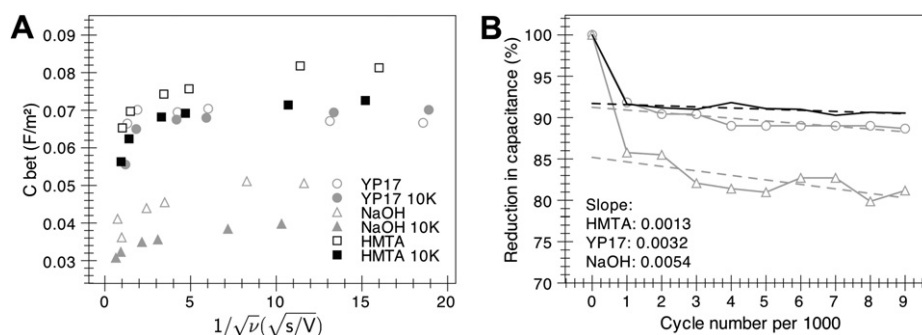 A
C bet (F/m²)
0.09
0.08
0.07
0.06
0.05
0.04
0.03
0
5
10
15
20
1/√ν(√s/V)
YP17
YP17 10K
NaOH
NaOH 10K
HMTA
HMTA 10K
B
Reduction in capacitance (%)
100
95
90
85
80
75
70
Slope:
HMTA: 0.0013
YP17: 0.0032
NaOH: 0.0054
0
1
2
3
4
5
6
7
8
9
Cycle number per 1000